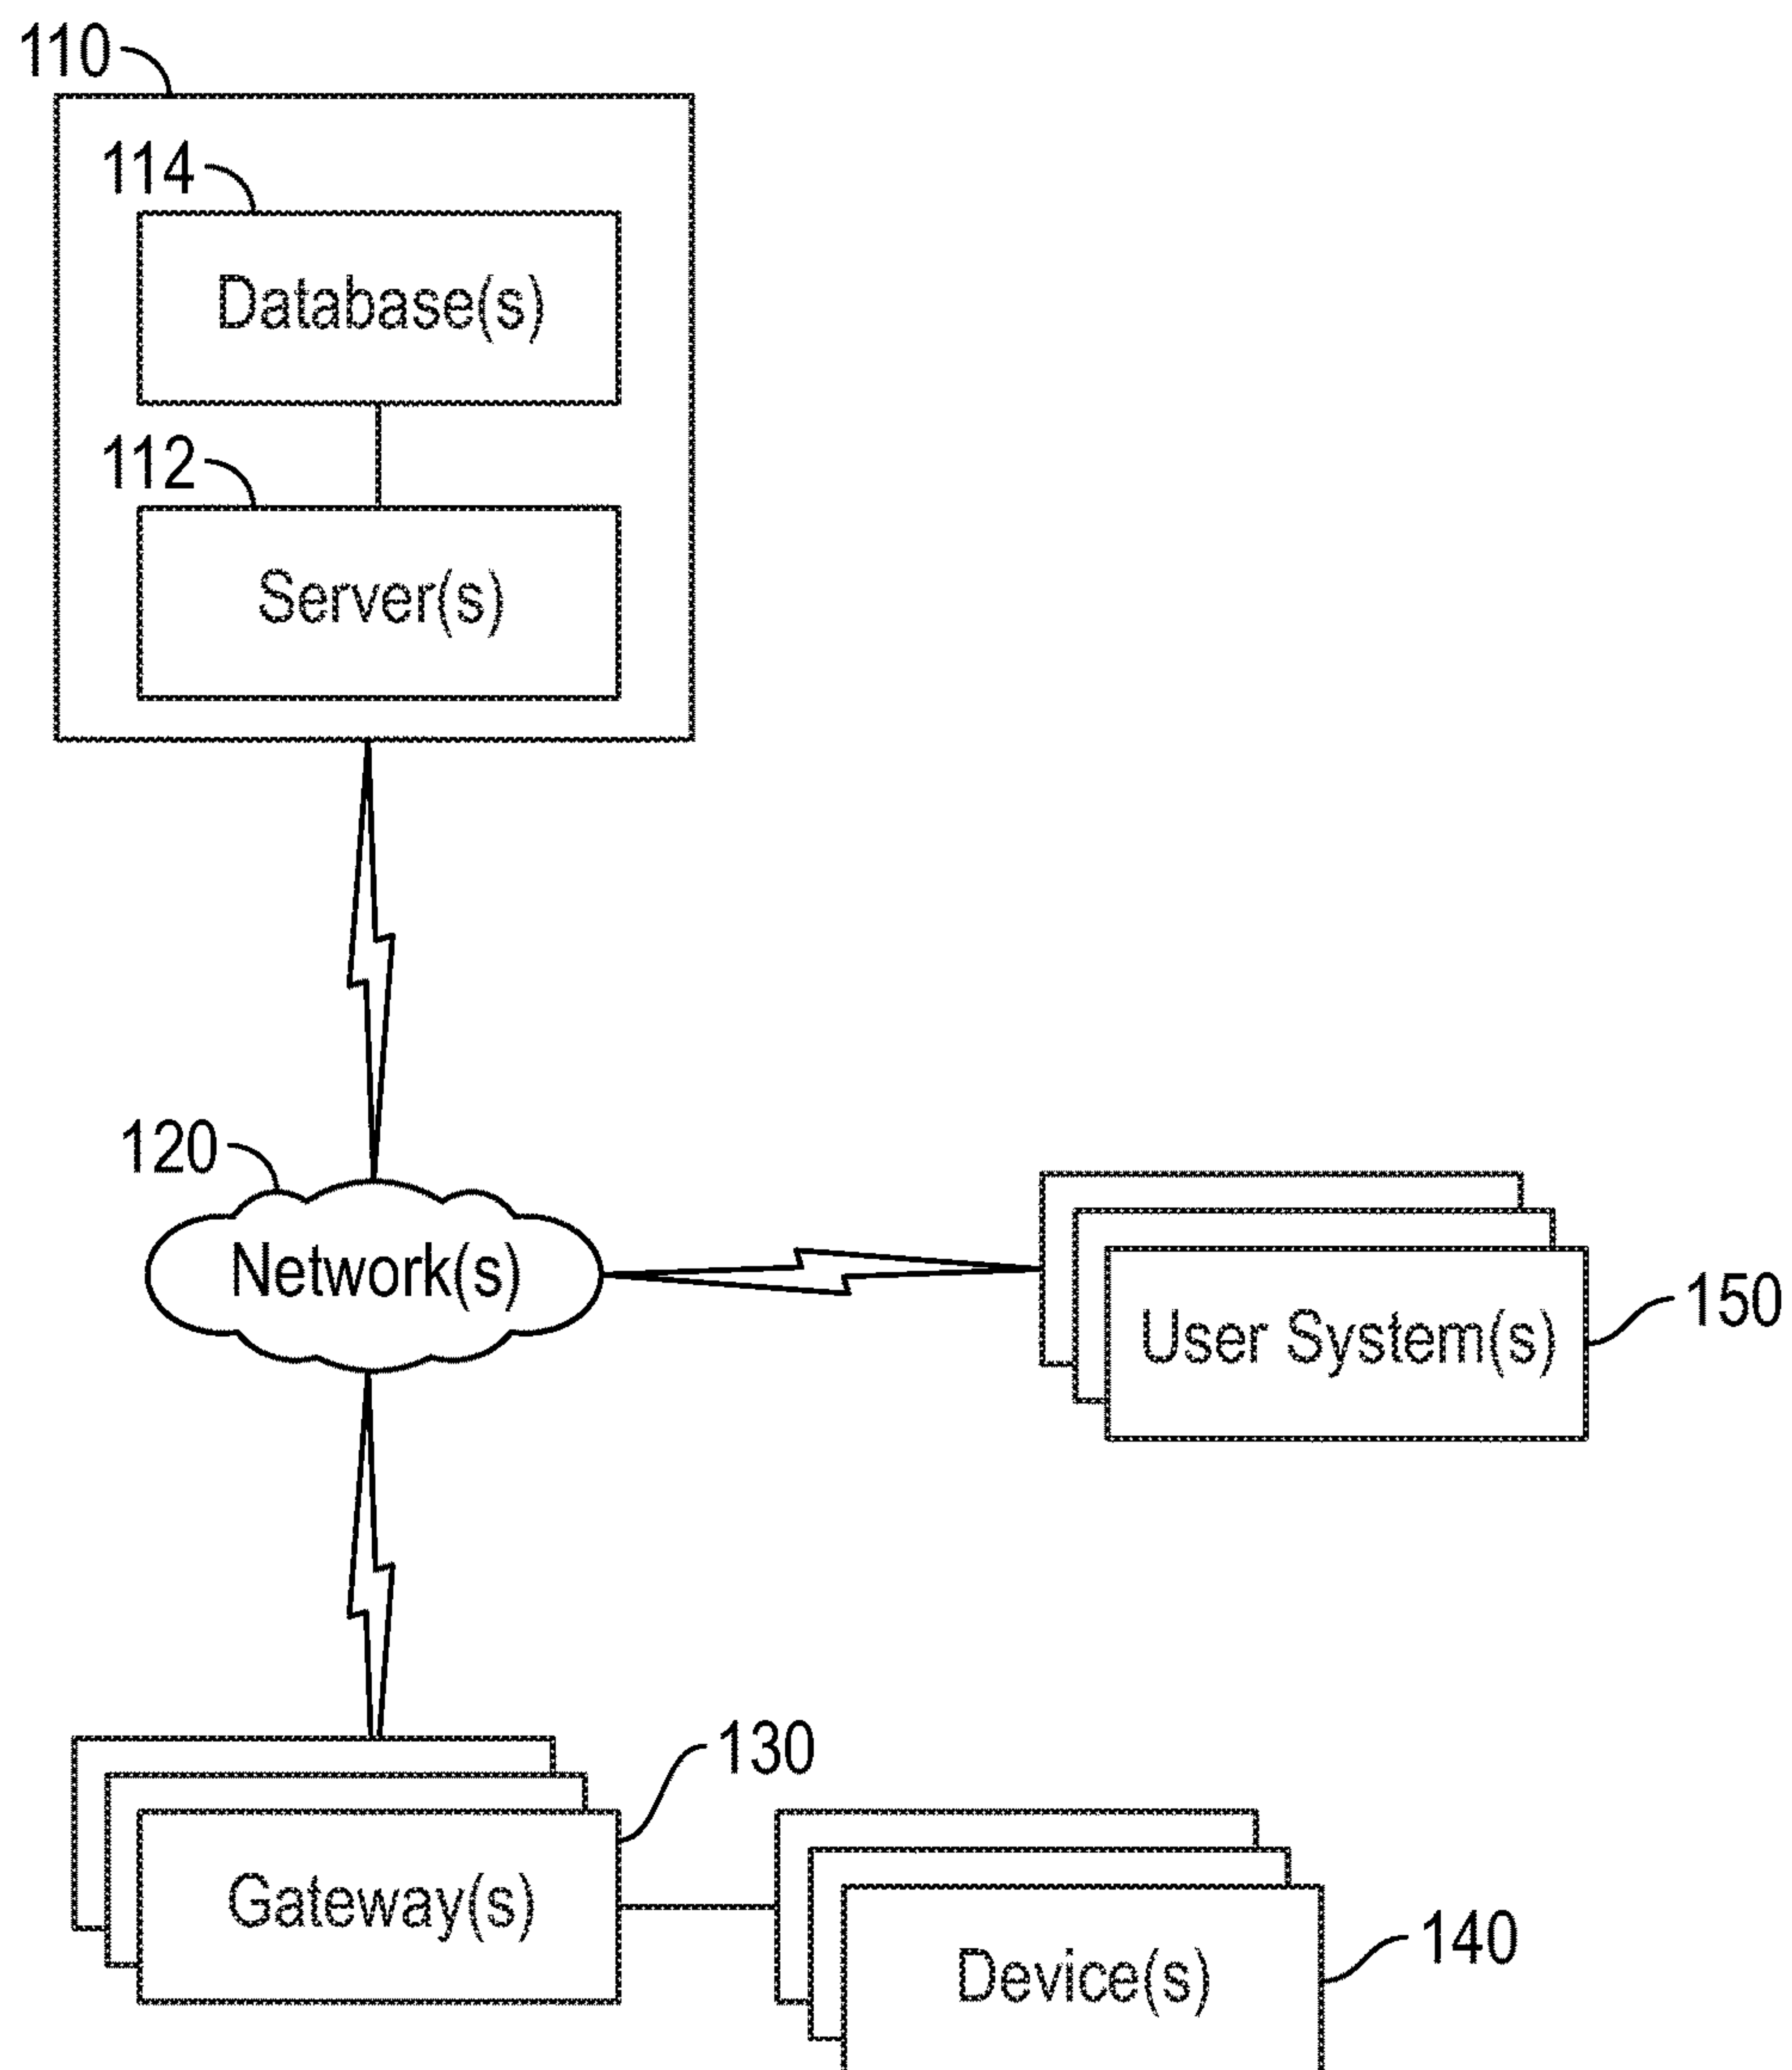 110
114
Database(s)
112
Server(s)
120
Network(s)
User System(s)
150
130
Gateway(s)
Device(s)
140